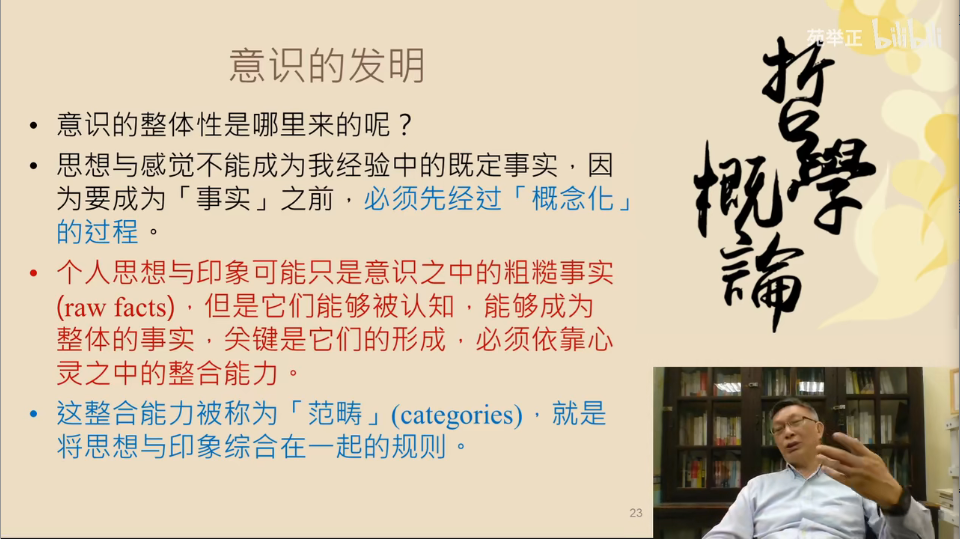 苑举正 bilibili
意识的发明
• 意识的整体性是哪里来的呢？
• 思想与感觉不能成为我经验中的既定事实，因
为要成为「事实」之前，必须先经过「概念化」
的过程。
• 个人思想与印象可能只是意识之中的粗糙事实
(raw facts)，但是它们能够被认知，能够成为
整体的事实，关键是它们的形成，必须依靠心
灵之中的整合能力。
• 这整合能力被称为「范畴」(categories)，就是
将思想与印象综合在一起的规则。
哲學
概論
23